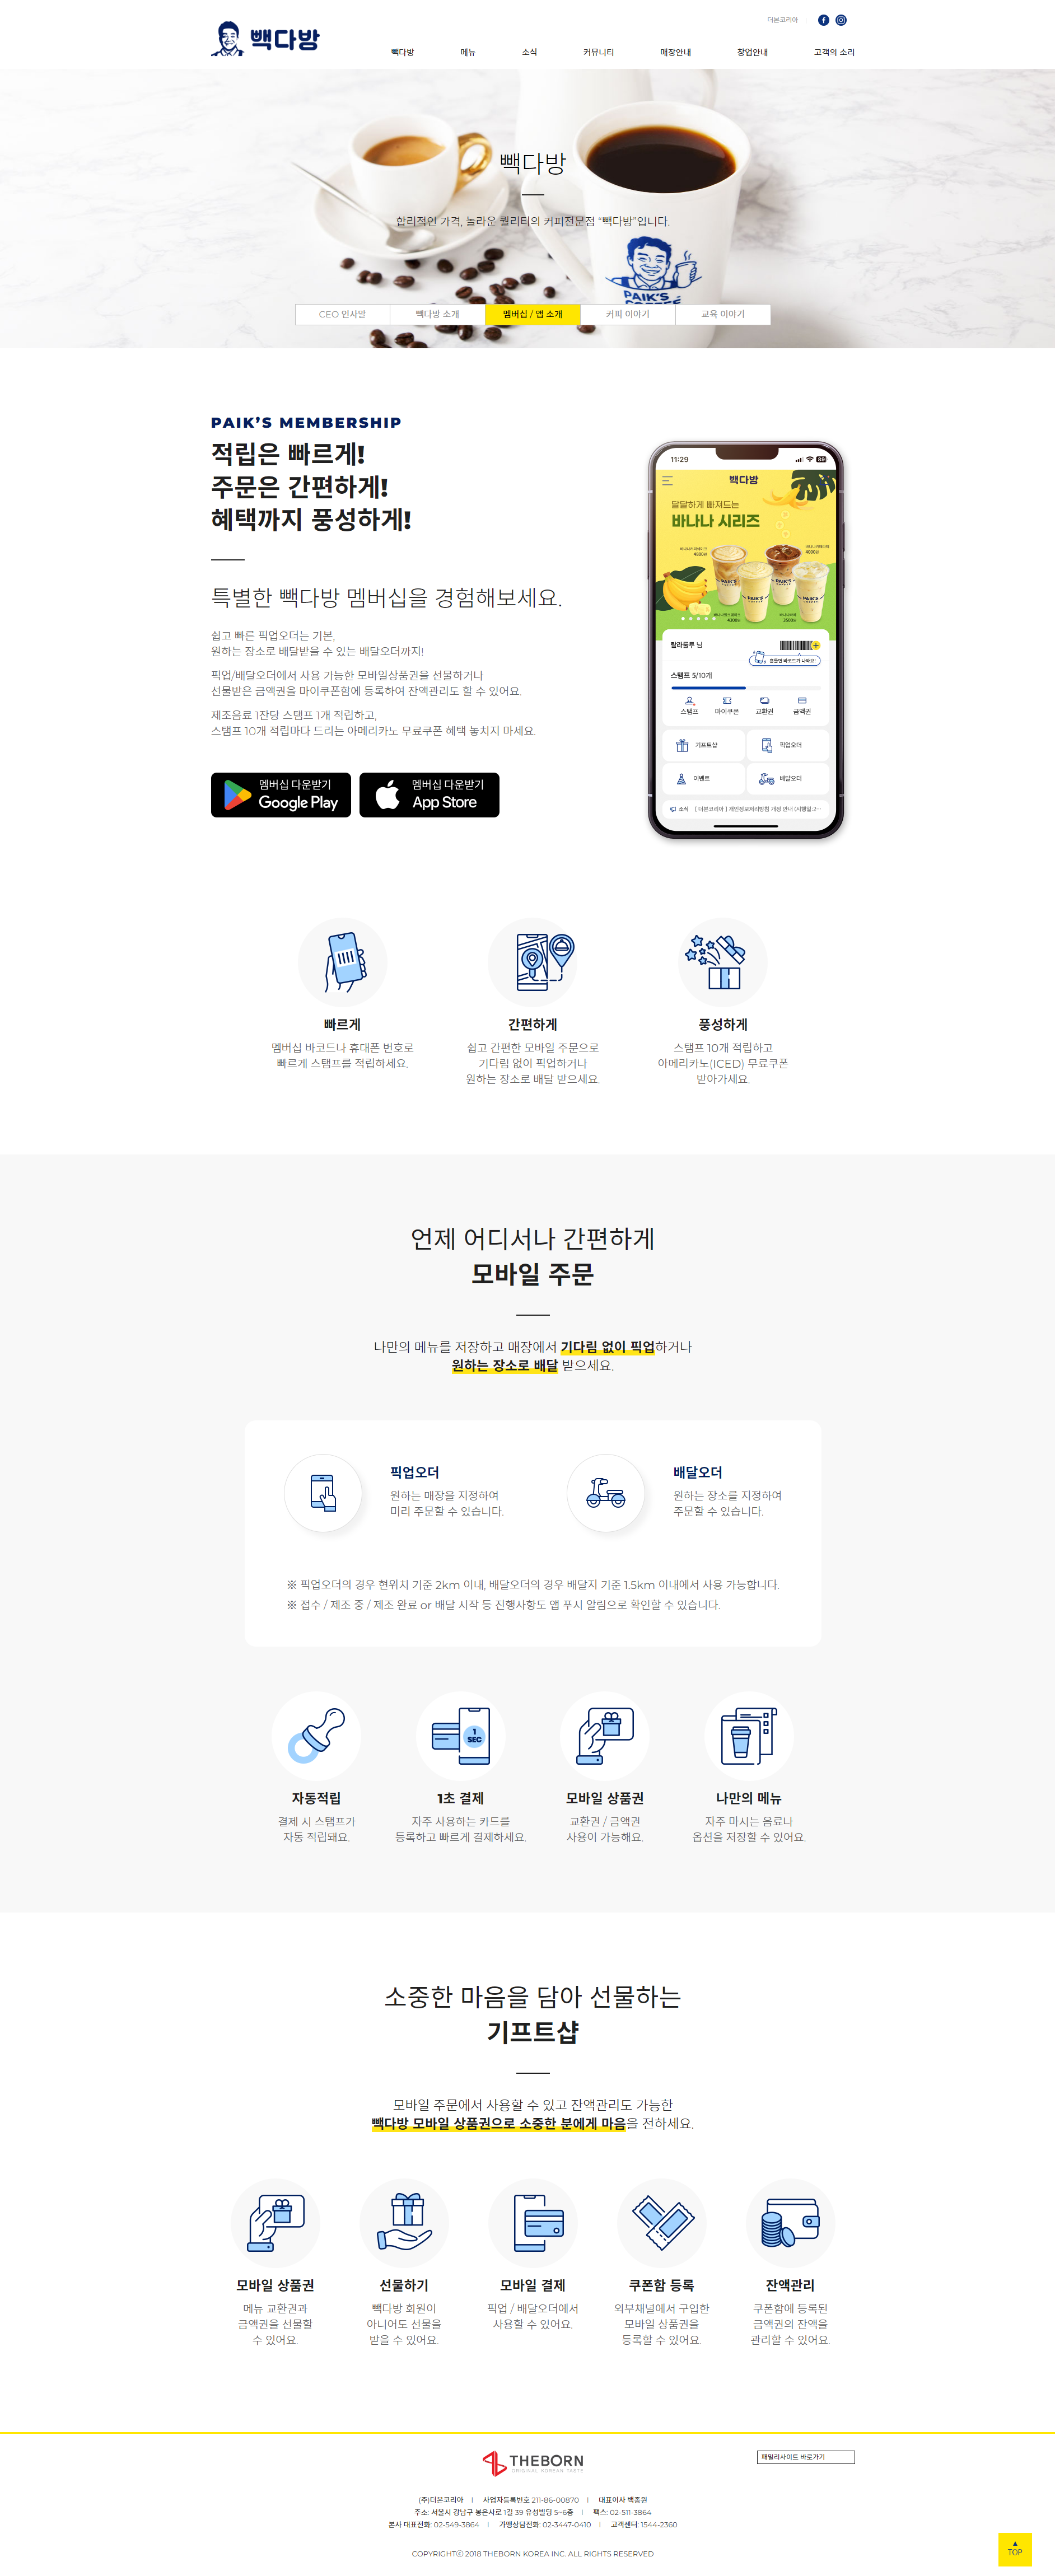 더본코리아
빽다방
빽다방 메뉴 소식 커뮤니티 매장안내 창업안내 고객의 소리
빽다방
합리적인 가격, 놀라운 퀄리티의 커피전문점 “빽다방”입니다.
PAIK'S
COFFEE
CEO 인사말 빽다방 소개 멤버십 / 앱 소개 커피 이야기 교육 이야기
PAIK’S MEMBERSHIP
적립은 빠르게!
주문은 간편하게!
혜택까지 풍성하게!
특별한 빽다방 멤버십을 경험해보세요.
쉽고 빠른 픽업오더는 기본,
원하는 장소로 배달받을 수 있는 배달오더까지!
픽업/배달오더에서 사용 가능한 모바일상품권을 선물하거나
선물받은 금액권을 마이쿠폰함에 등록하여 잔액관리도 할 수 있어요.
제조음료 1잔당 스탬프 1개 적립하고,
스탬프 10개 적립마다 드리는 아메리카노 무료쿠폰 혜택 놓치지 마세요.
멤버십 다운받기
Google Play
멤버십 다운받기
App Store
11:29
빽다방
달달하게 빠져드는
바나나 시리즈
팔라룰루 님
스탬프 5/10개
스탬프 마이쿠폰 교환권 금액권
기프트샵 픽업오더
이벤트 배달오더
소식 [ 더본코리아 ] 개인정보처리방침 개정 안내 (시행일:2…
빠르게
멤버십 바코드나 휴대폰 번호로
빠르게 스탬프를 적립하세요.
간편하게
쉽고 간편한 모바일 주문으로
기다림 없이 픽업하거나
원하는 장소로 배달 받으세요.
풍성하게
스탬프 10개 적립하고
아메리카노(ICED) 무료쿠폰
받아가세요.
언제 어디서나 간편하게
모바일 주문
나만의 메뉴를 저장하고 매장에서 기다림 없이 픽업하거나
원하는 장소로 배달 받으세요.
픽업오더
원하는 매장을 지정하여
미리 주문할 수 있습니다.
배달오더
원하는 장소를 지정하여
주문할 수 있습니다.
※ 픽업오더의 경우 현위치 기준 2km 이내, 배달오더의 경우 배달지 기준 1.5km 이내에서 사용 가능합니다.
※ 접수 / 제조 중 / 제조 완료 or 배달 시작 등 진행사항도 앱 푸시 알림으로 확인할 수 있습니다.
자동적립
결제 시 스탬프가
자동 적립돼요.
1
SEC
1초 결제
자주 사용하는 카드를
등록하고 빠르게 결제하세요.
모바일 상품권
교환권 / 금액권
사용이 가능해요.
나만의 메뉴
자주 마시는 음료나
옵션을 저장할 수 있어요.
소중한 마음을 담아 선물하는
기프트샵
모바일 주문에서 사용할 수 있고 잔액관리도 가능한
빽다방 모바일 상품권으로 소중한 분에게 마음을 전하세요.
모바일 상품권
메뉴 교환권과
금액권을 선물할
수 있어요.
선물하기
빽다방 회원이
아니어도 선물을
받을 수 있어요.
모바일 결제
픽업 / 배달오더에서
사용할 수 있어요.
쿠폰함 등록
외부채널에서 구입한
모바일 상품권을
등록할 수 있어요.
잔액관리
쿠폰함에 등록된
금액권의 잔액을
관리할 수 있어요.
THEBORN
ORIGINAL KOREAN TASTE
패밀리사이트 바로가기
(주)더본코리아 | 사업자등록번호 211-86-00870 | 대표이사 백종원
주소: 서울시 강남구 봉은사로 1길 39 유성빌딩 5~6층 | 팩스: 02-511-3864
본사 대표전화: 02-549-3864 | 가맹상담전화: 02-3447-0410 | 고객센터: 1544-2360
COPYRIGHTⓒ 2018 THEBORN KOREA INC. ALL RIGHTS RESERVED
▲
TOP